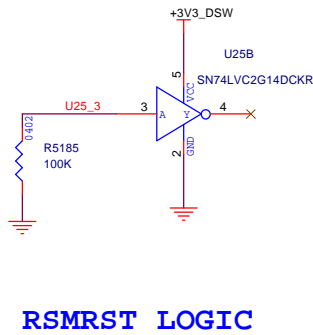 +3V3_DSW
U25B
SN74LVC2G14DCKR
5
VCC
U25_3
3
A
Y
4
0402
R5185
100K
2
GND
RSMRST LOGIC